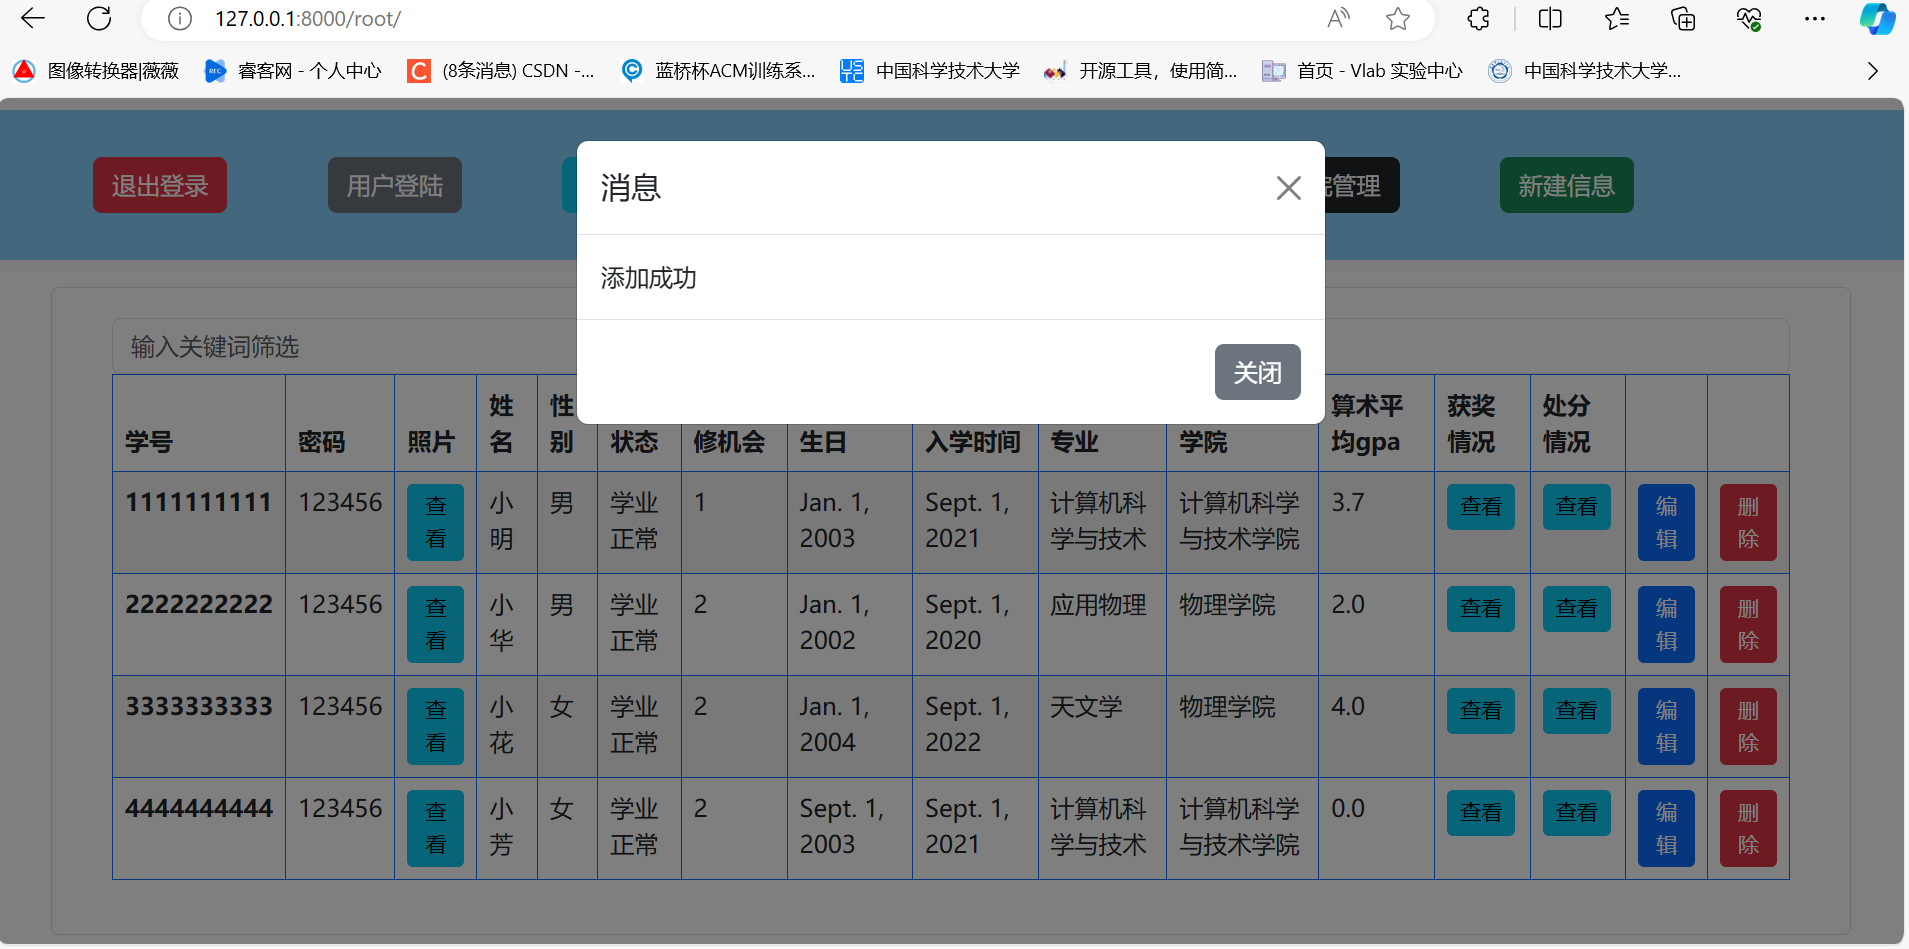 127.0.0.1:8000/root/
图像转换器|薇薇 睿客网 - 个人中心 (8条消息) CSDN -... 蓝桥杯ACM训练系... 中国科学技术大学 开源工具，使用简... 首页 - Vlab 实验中心 中国科学技术大学...
退出登录 用户登陆 管理 新建信息
消息
添加成功
关闭
输入关键词筛选
学号 密码 照片 姓名 性别 状态 修机会 生日 入学时间 专业 学院 算术平均gpa 获奖情况 处分情况
1111111111 123456 查看 小明 男 学业正常 1 Jan. 1, 2003 Sept. 1, 2021 计算机科学与技术 计算机科学与技术学院 3.7 查看 查看 编辑 删除
2222222222 123456 查看 小华 男 学业正常 2 Jan. 1, 2002 Sept. 1, 2020 应用物理 物理学院 2.0 查看 查看 编辑 删除
3333333333 123456 查看 小花 女 学业正常 2 Jan. 1, 2004 Sept. 1, 2022 天文学 物理学院 4.0 查看 查看 编辑 删除
4444444444 123456 查看 小芳 女 学业正常 2 Sept. 1, 2003 Sept. 1, 2021 计算机科学与技术 计算机科学与技术学院 0.0 查看 查看 编辑 删除